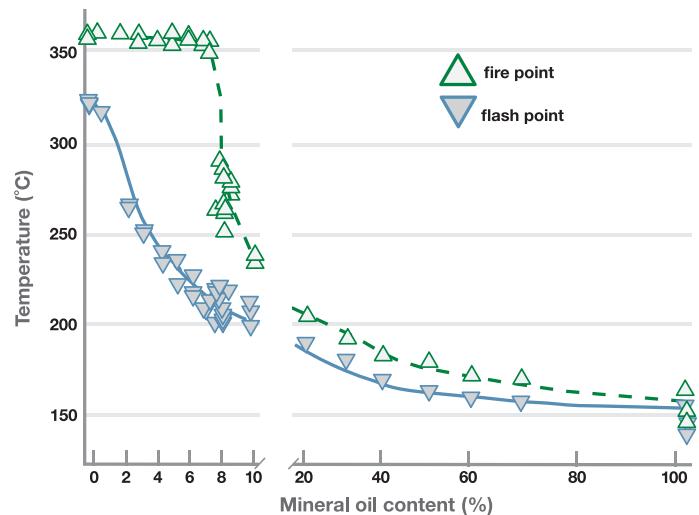 350
300
250
200
150
Temperature (°C)
fire point
flash point
0 2 4 6 8 10 20 40 60 80 100
Mineral oil content (%)